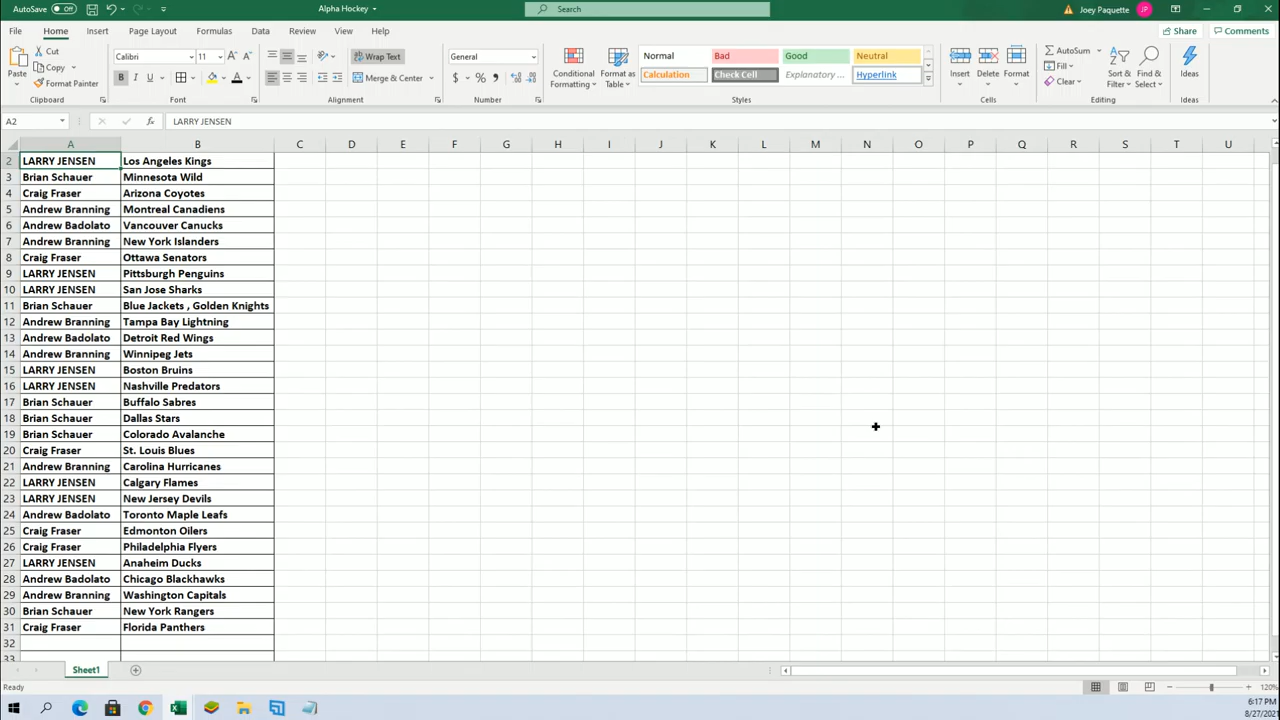 AutoSave Off Alpha Hockey Search Joey Paquette JP
File Home Insert Page Layout Formulas Data Review View Help Share Comments
Cut Calibri 11 Wrap Text General Normal Bad Good Neutral AutoSum
Copy Fill
Paste Format Painter Merge & Center Conditional Formatting Format as Table Calculation Check Cell Explanatory ... Hyperlink Insert Delete Format Clear Sort & Filter Find & Select Ideas
Clipboard Font Alignment Number Styles Cells Editing Ideas
A2 LARRY JENSEN
A B C D E F G H I J K L M N O P Q R S T U
2 LARRY JENSEN Los Angeles Kings
3 Brian Schauer Minnesota Wild
4 Craig Fraser Arizona Coyotes
5 Andrew Branning Montreal Canadiens
6 Andrew Badolato Vancouver Canucks
7 Andrew Branning New York Islanders
8 Craig Fraser Ottawa Senators
9 LARRY JENSEN Pittsburgh Penguins
10 LARRY JENSEN San Jose Sharks
11 Brian Schauer Blue Jackets , Golden Knights
12 Andrew Branning Tampa Bay Lightning
13 Andrew Badolato Detroit Red Wings
14 Andrew Branning Winnipeg Jets
15 LARRY JENSEN Boston Bruins
16 LARRY JENSEN Nashville Predators
17 Brian Schauer Buffalo Sabres
18 Brian Schauer Dallas Stars
19 Brian Schauer Colorado Avalanche
20 Craig Fraser St. Louis Blues
21 Andrew Branning Carolina Hurricanes
22 LARRY JENSEN Calgary Flames
23 LARRY JENSEN New Jersey Devils
24 Andrew Badolato Toronto Maple Leafs
25 Craig Fraser Edmonton Oilers
26 Craig Fraser Philadelphia Flyers
27 LARRY JENSEN Anaheim Ducks
28 Andrew Badolato Chicago Blackhawks
29 Andrew Branning Washington Capitals
30 Brian Schauer New York Rangers
31 Craig Fraser Florida Panthers
32
33
Sheet1
Ready 120%
6:17 PM
8/27/2021